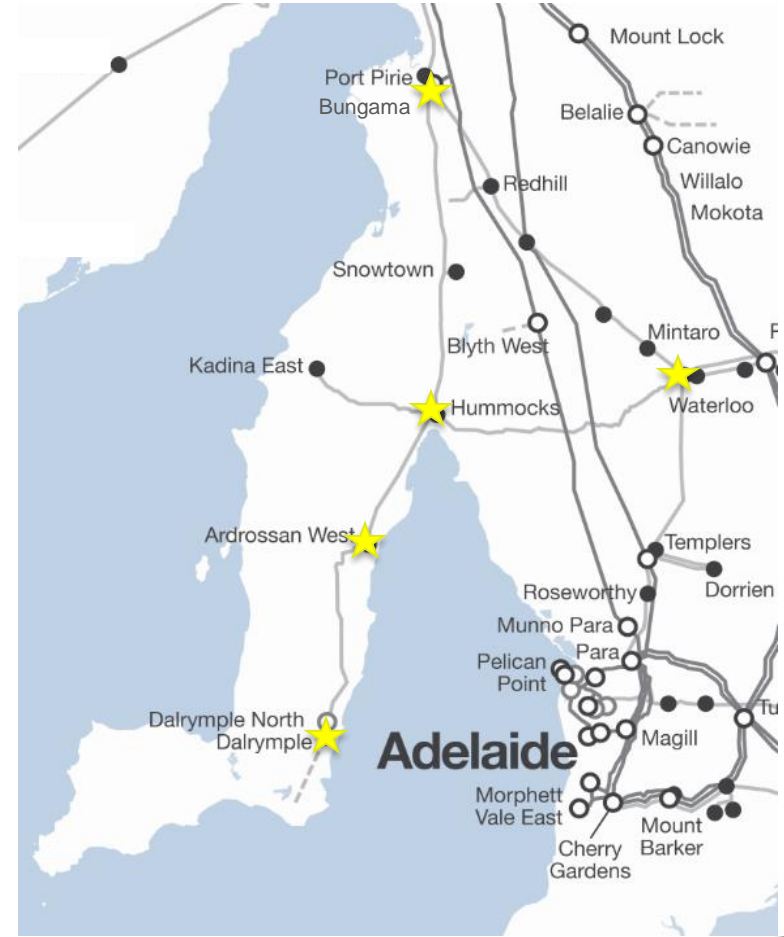 Mount Lock
Port Pirie
Bungama
Belalie
Canowie
Willalo
Mokota
Redhill
Snowtown
Blyth West
Mintaro
Kadina East
Hummocks
Waterloo
Ardrossan West
Templers
Dorrien
Roseworthy
Munno Para
Para
Pelican
Point
Tu
Dalrymple North
Dalrymple
Adelaide
Magill
Morphett
Vale East
Cherry
Gardens
Mount
Barker